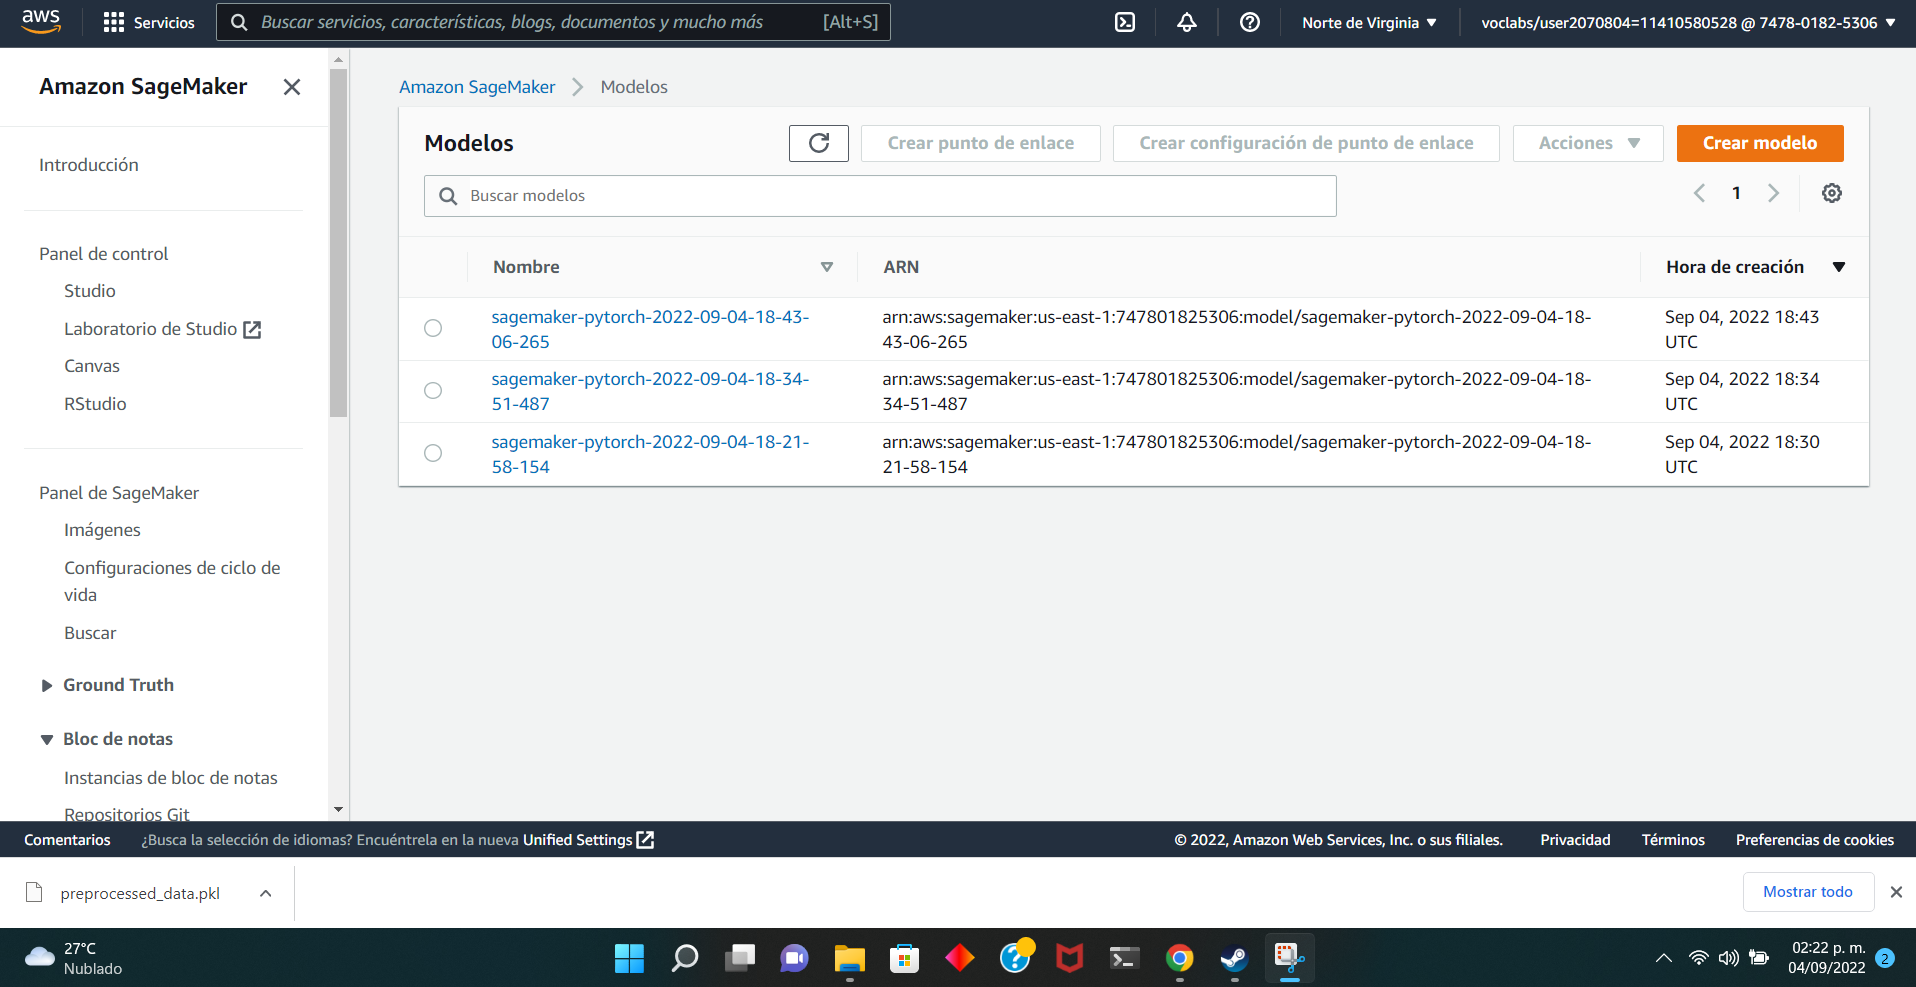 aws
Servicios
Buscar servicios, características, blogs, documentos y mucho más [Alt+S]
Norte de Virginia
voclabs/user2070804=11410580528 @ 7478-0182-5306
Amazon SageMaker
Introducción
Panel de control
Studio
Laboratorio de Studio
Canvas
RStudio
Panel de SageMaker
Imágenes
Configuraciones de ciclo de
vida
Buscar
Ground Truth
Bloc de notas
Instancias de bloc de notas
Repositorios Git
Amazon SageMaker
Modelos
Modelos
Crear punto de enlace
Crear configuración de punto de enlace
Acciones
Crear modelo
Buscar modelos
1
Nombre
ARN
Hora de creación
sagemaker-pytorch-2022-09-04-18-43-
06-265
arn:aws:sagemaker:us-east-1:747801825306:model/sagemaker-pytorch-2022-09-04-18-
43-06-265
Sep 04, 2022 18:43
UTC
sagemaker-pytorch-2022-09-04-18-34-
51-487
arn:aws:sagemaker:us-east-1:747801825306:model/sagemaker-pytorch-2022-09-04-18-
34-51-487
Sep 04, 2022 18:34
UTC
sagemaker-pytorch-2022-09-04-18-21-
58-154
arn:aws:sagemaker:us-east-1:747801825306:model/sagemaker-pytorch-2022-09-04-18-
21-58-154
Sep 04, 2022 18:30
UTC
Comentarios
¿Busca la selección de idiomas? Encuéntrela en la nueva Unified Settings
© 2022, Amazon Web Services, Inc. o sus filiales.
Privacidad
Términos
Preferencias de cookies
preprocessed_data.pkl
Mostrar todo
27°C
Nublado
02:22 p. m.
04/09/2022
2